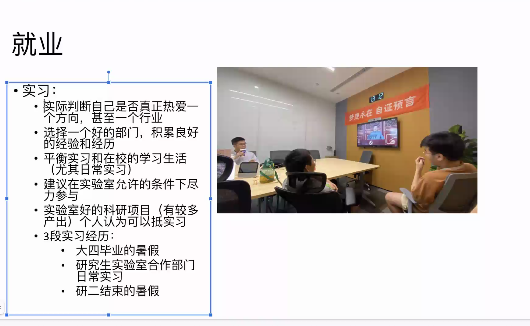 就业
• 实习：
• 实际判断自己是否真正热爱一
个方向，甚至一个行业
• 选择一个好的部门，积累良好
的经验和经历
• 平衡实习和在校的学习生活
（尤其日常实习）
• 建议在实验室允许的条件下尽
力参与
• 实验室好的科研项目（有较多
产出）个人认为可以抵实习
• 3段实习经历：
• 大四毕业的暑假
• 研究生实验室合作部门
日常实习
• 研二结束的暑假
自证预言